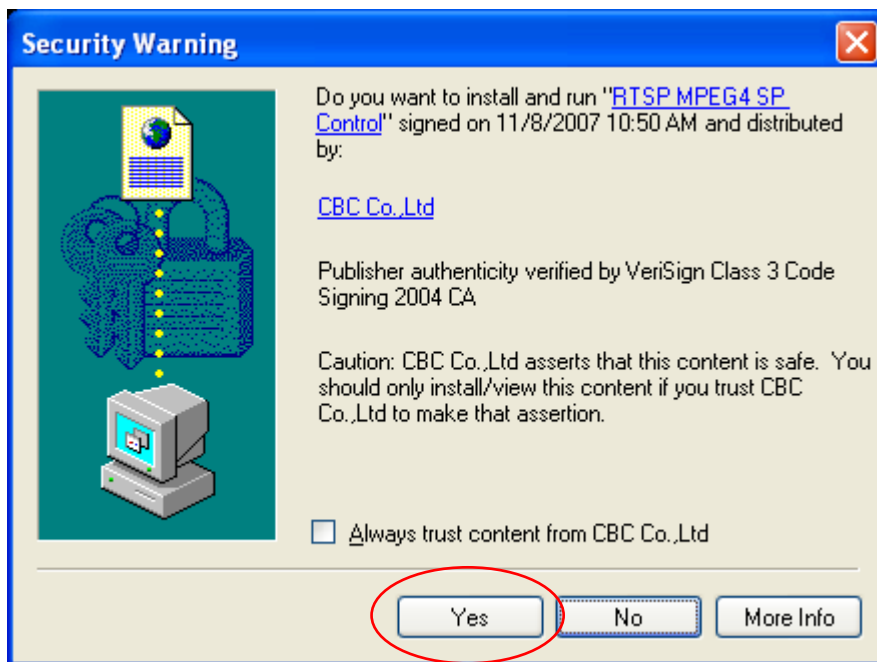 Security Warning
Do you want to install and run "RTSP MPEG4 SP
Control" signed on 11/8/2007 10:50 AM and distributed
by:
CBC Co.,Ltd
Publisher authenticity verified by VeriSign Class 3 Code
Signing 2004 CA
Caution: CBC Co.,Ltd asserts that this content is safe.  You
should only install/view this content if you trust CBC
Co.,Ltd to make that assertion.
Always trust content from CBC Co.,Ltd
Yes No More Info